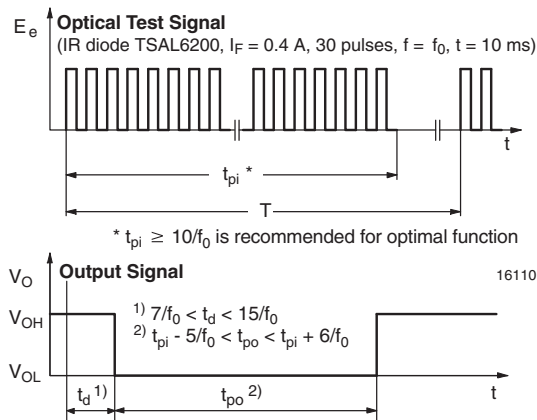 E_e
Optical Test Signal
(IR diode TSAL6200, I_F = 0.4 A, 30 pulses, f = f_0, t = 10 ms)
t
t_pi *
T
* t_pi ≥ 10/f_0 is recommended for optimal function
V_O
Output Signal
16110
V_OH
1) 7/f_0 < t_d < 15/f_0
2) t_pi - 5/f_0 < t_po < t_pi + 6/f_0
V_OL
t_d 1)
t_po 2)
t